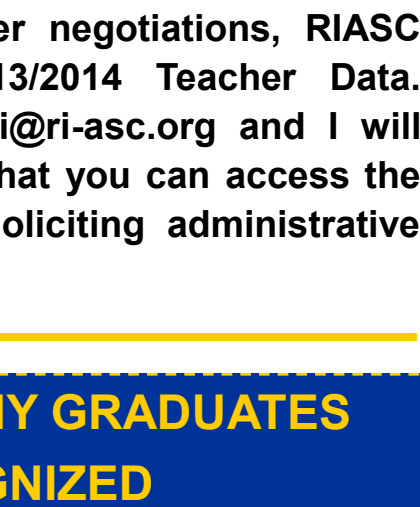 er negotiations, RIASC
13/2014 Teacher Data.
i@ri-asc.org and I will
hat you can access the
oliciting administrative
Y GRADUATES
GNIZED